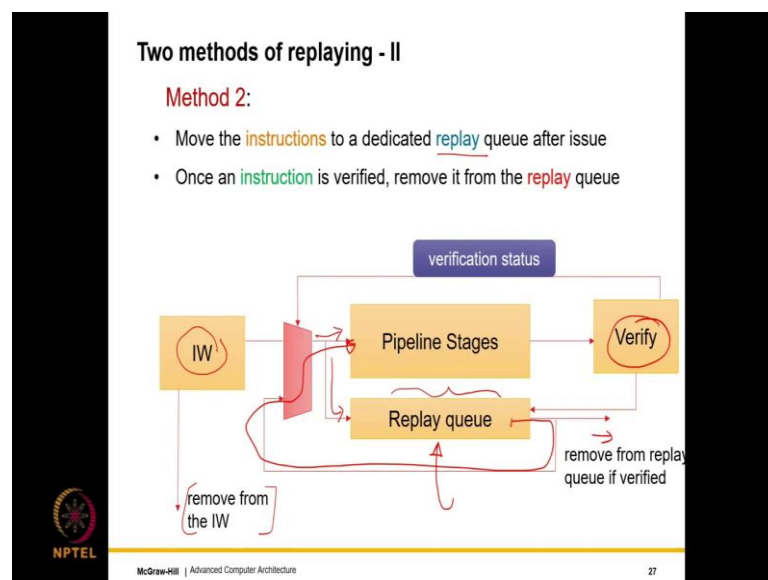 Two methods of replaying - II
Method 2:
• Move the instructions to a dedicated replay queue after issue
• Once an instruction is verified, remove it from the replay queue
verification status
IW
Pipeline Stages
Verify
Replay queue
remove from replay
queue if verified
remove from
the IW
NPTEL
McGraw-Hill | Advanced Computer Architecture
27